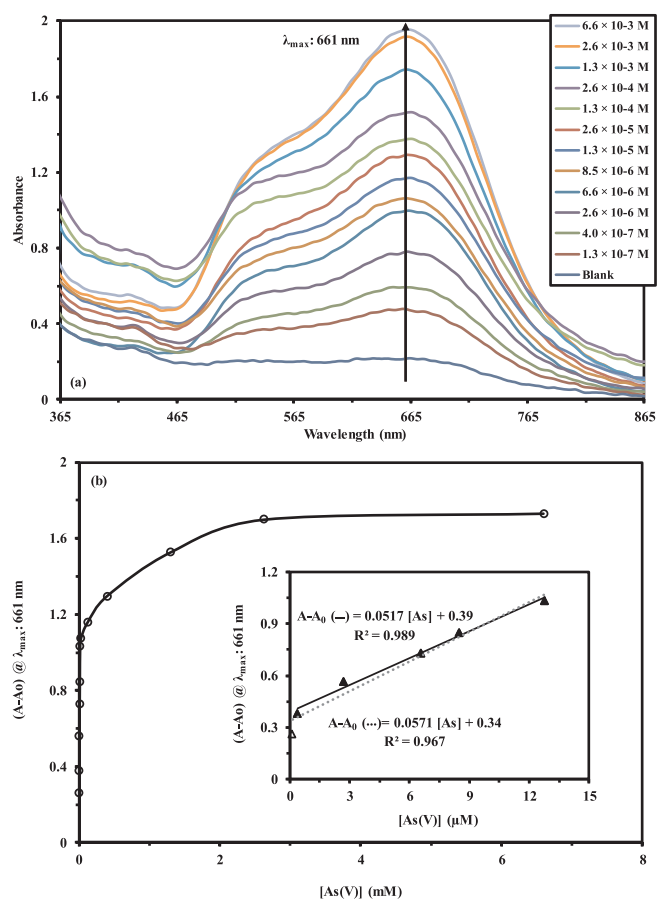 2
1.6
1.2
0.8
0.4
0
Absorbance
λmax: 661 nm
6.6 × 10-3 M
2.6 × 10-3 M
1.3 × 10-3 M
2.6 × 10-4 M
1.3 × 10-4 M
2.6 × 10-5 M
1.3 × 10-5 M
8.5 × 10-6 M
6.6 × 10-6 M
2.6 × 10-6 M
4.0 × 10-7 M
1.3 × 10-7 M
Blank
(a)
365 465 565 665 765 865
Wavelength (nm)
(b)
2
1.6
1.2
0.8
0.4
0
(A-Ao) @ λmax: 661 nm
1.2
0.9
0.6
0.3
0
(A-A0) @ λmax: 661 nm
A-A0 (—) = 0.0517 [As] + 0.39
R² = 0.989
A-A0 (···)= 0.0571 [As] + 0.34
R² = 0.967
0 3 6 9 12 15
[As(V)] (µM)
0 2 4 6 8
[As(V)] (mM)